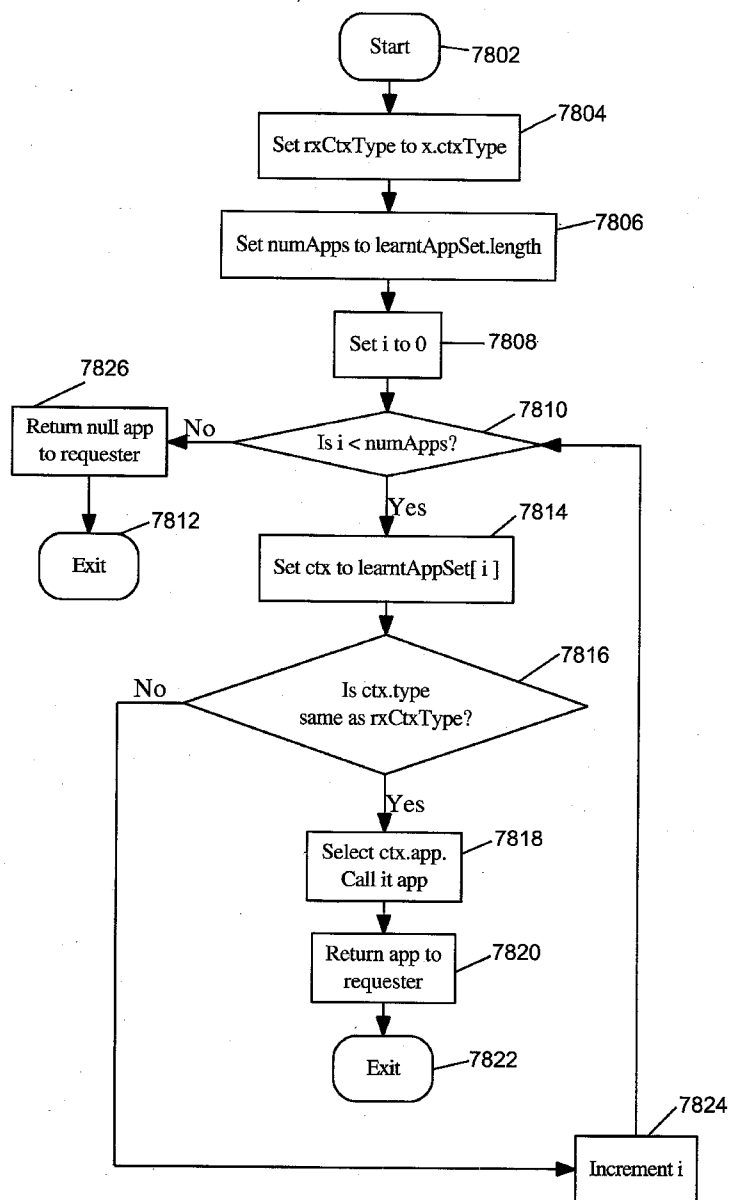 Start
7802
7804
Set rxCtxType to x.ctxType
7806
Set numApps to learntAppSet.length
7808
Set i to 0
7826
Return null app
to requester
No
7810
Is i < numApps?
7812
Exit
Yes
7814
Set ctx to learntAppSet[ i ]
7816
No
Is ctx.type
same as rxCtxType?
Yes
7818
Select ctx.app.
Call it app
7820
Return app to
requester
Exit
7822
7824
Increment i